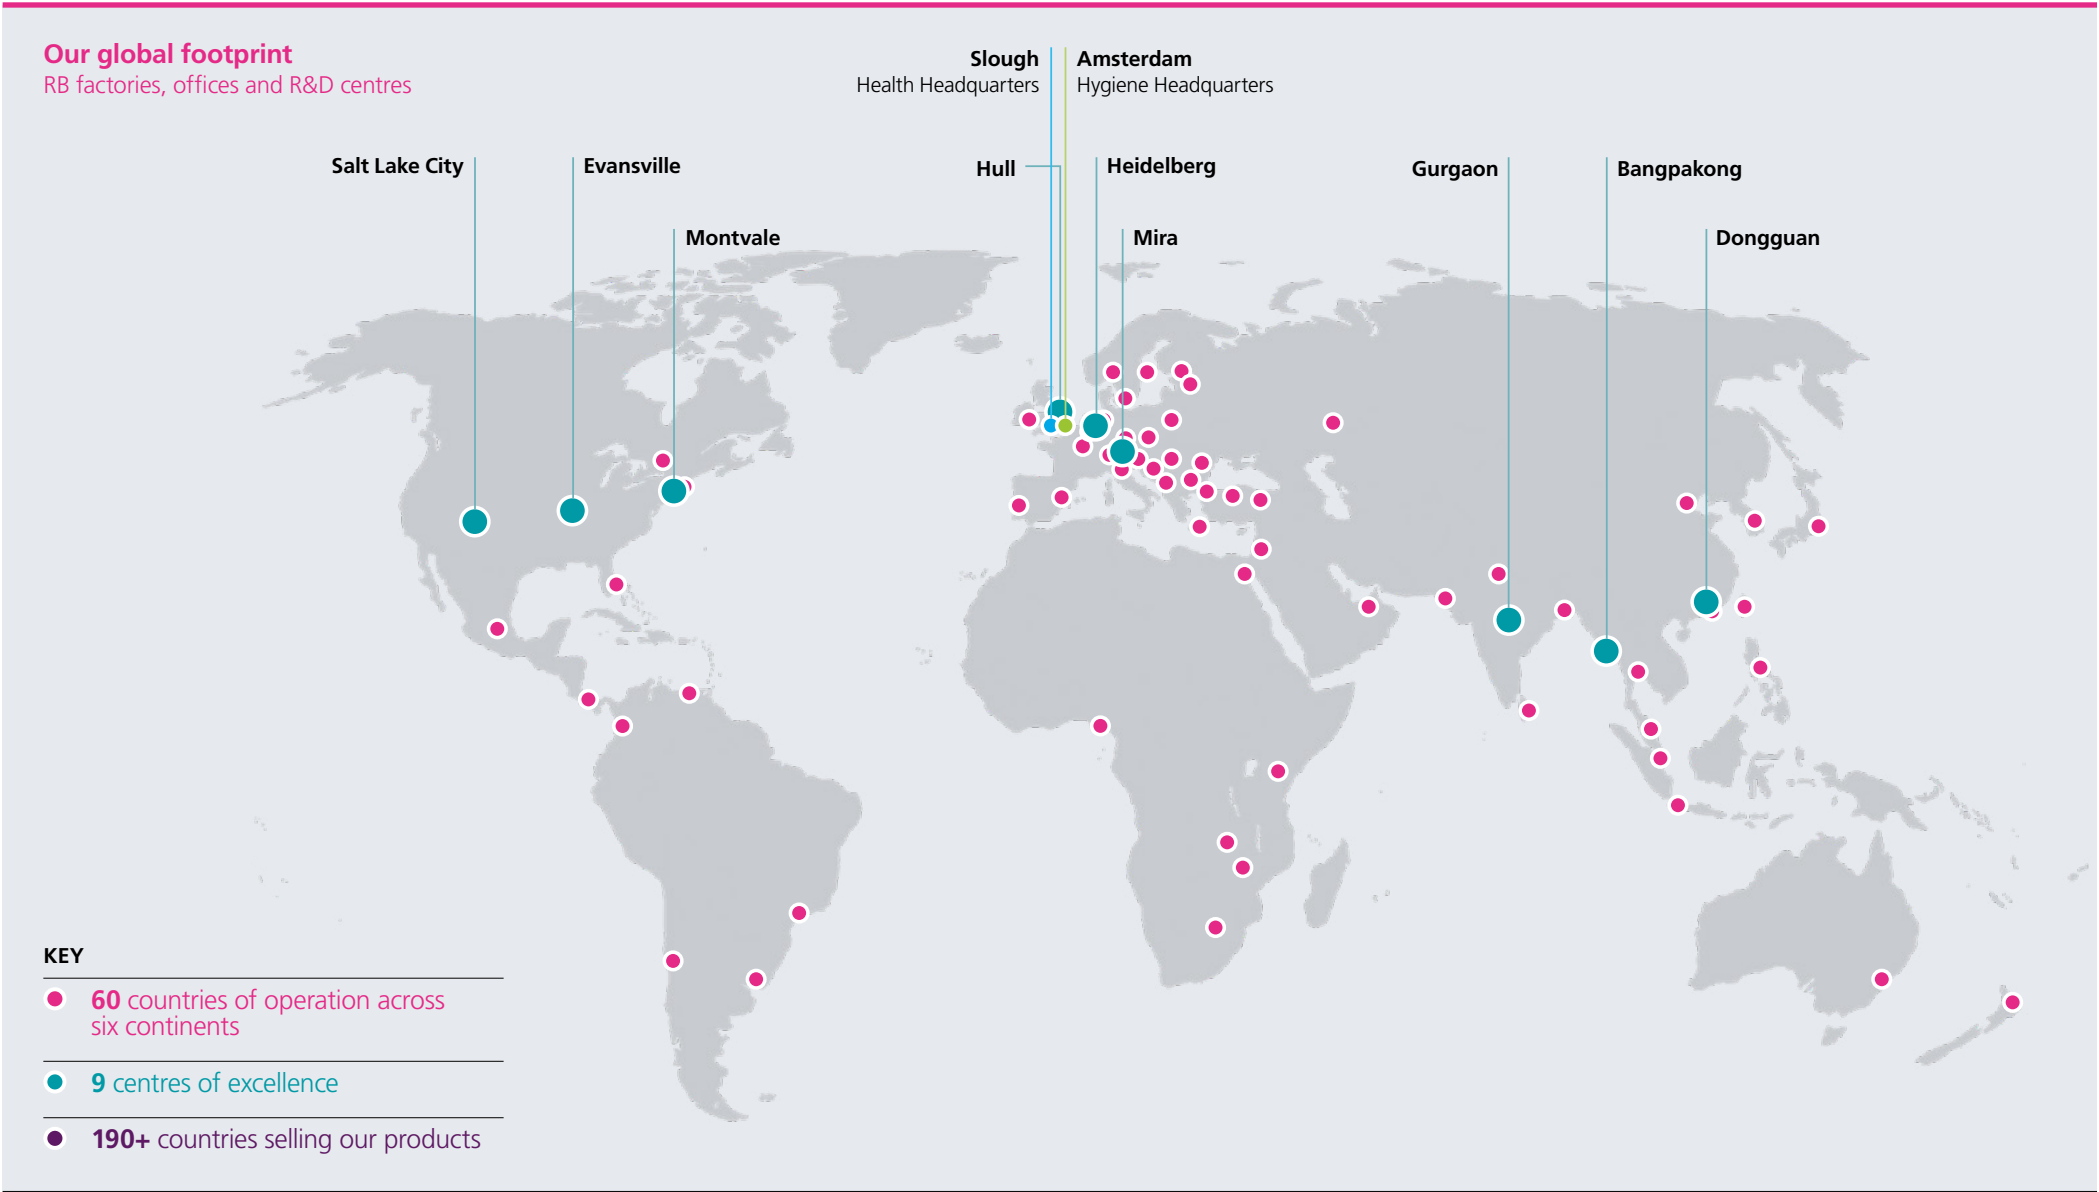 Our global footprint
RB factories, offices and R&D centres
Slough
Health Headquarters
Amsterdam
Hygiene Headquarters
Salt Lake City
Evansville
Hull
Heidelberg
Gurgaon
Bangpakong
Montvale
Mira
Dongguan
KEY
60 countries of operation across
six continents
9 centres of excellence
190+ countries selling our products